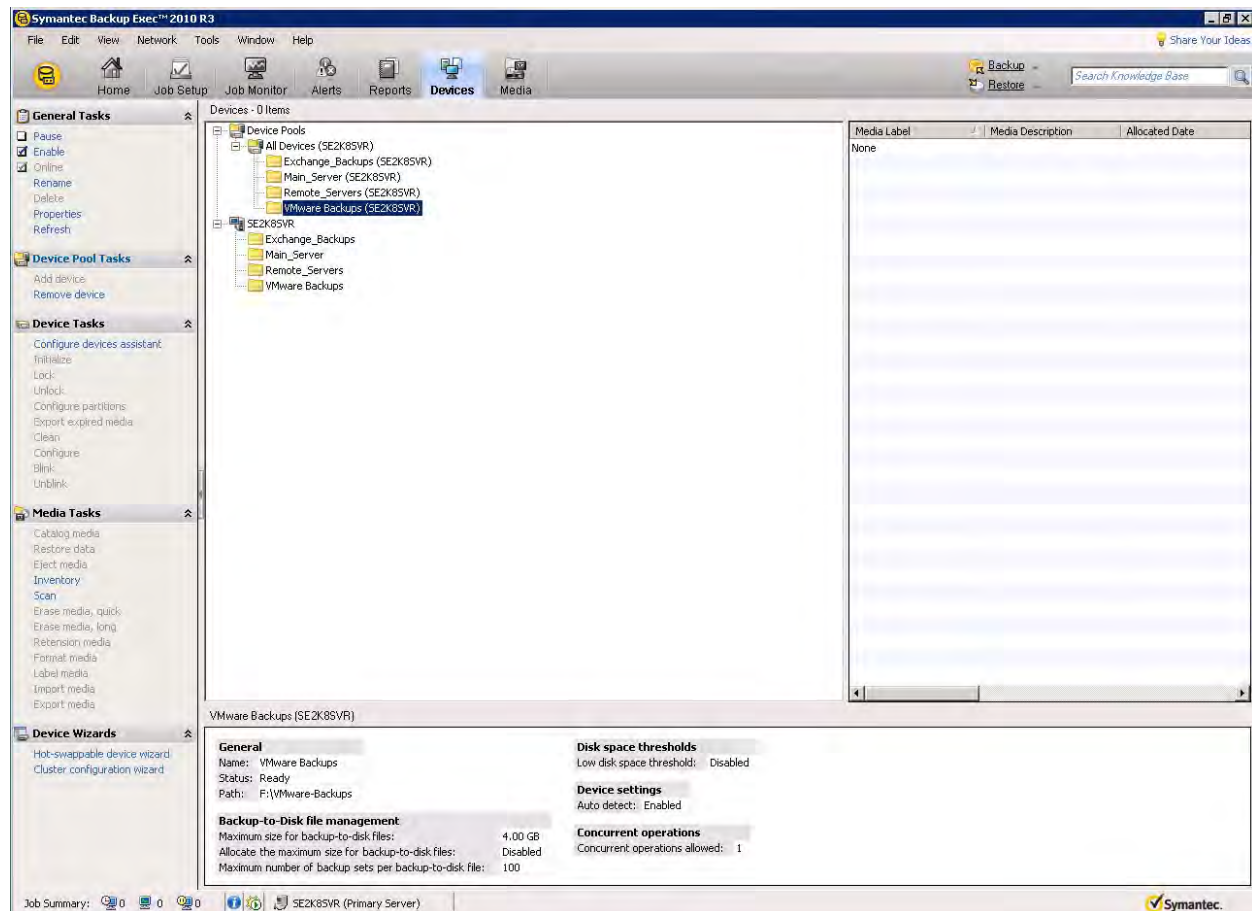 Symantec Backup Exec™ 2010 R3
File Edit View Network Tools Window Help
Share Your Ideas
Home Job Setup Job Monitor Alerts Reports Devices Media
Backup
Restore
Search Knowledge Base
General Tasks
Pause
Enable
Online
Rename
Delete
Properties
Refresh
Device Pool Tasks
Add device
Remove device
Device Tasks
Configure devices assistant
Initialize
Lock
Unlock
Configure partitions
Export expired media
Clean
Configure
Blink
Unblink
Media Tasks
Catalog media
Restore data
Eject media
Inventory
Scan
Erase media, quick
Erase media, long
Retension media
Format media
Label media
Import media
Export media
Device Wizards
Hot-swappable device wizard
Cluster configuration wizard
Devices - 0 Items
Device Pools
All Devices (SE2K8SVR)
Exchange_Backups (SE2K8SVR)
Main_Server (SE2K8SVR)
Remote_Servers (SE2K8SVR)
VMware Backups (SE2K8SVR)
SE2K8SVR
Exchange_Backups
Main_Server
Remote_Servers
VMware Backups
Media Label Media Description Allocated Date
None
VMware Backups (SE2K8SVR)
General
Name: VMware Backups
Status: Ready
Path: F:\VMware-Backups
Backup-to-Disk file management
Maximum size for backup-to-disk files: 4.00 GB
Allocate the maximum size for backup-to-disk files: Disabled
Maximum number of backup sets per backup-to-disk file: 100
Disk space thresholds
Low disk space threshold: Disabled
Device settings
Auto detect: Enabled
Concurrent operations
Concurrent operations allowed: 1
Job Summary: 0 0 0 SE2K8SVR (Primary Server)
Symantec.